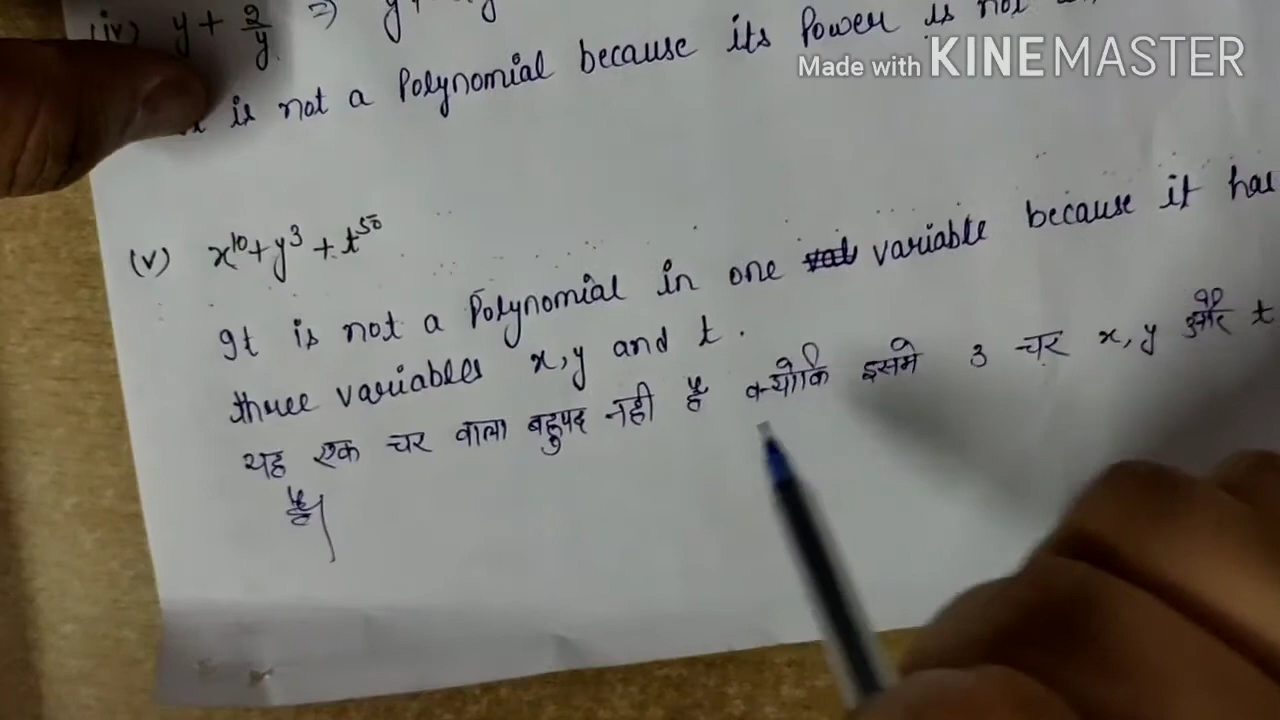 (iv) y + 2/y ⇒ y
is not a Polynomial because its Power is not
Made with KINEMASTER
(v) x¹⁰ + y³ + t⁵⁰
It is not a Polynomial in one variable because it has
three variables x, y and t.
यह एक चर वाला बहुपद नही है क्योकि इसमे 3 चर x, y और t
है।